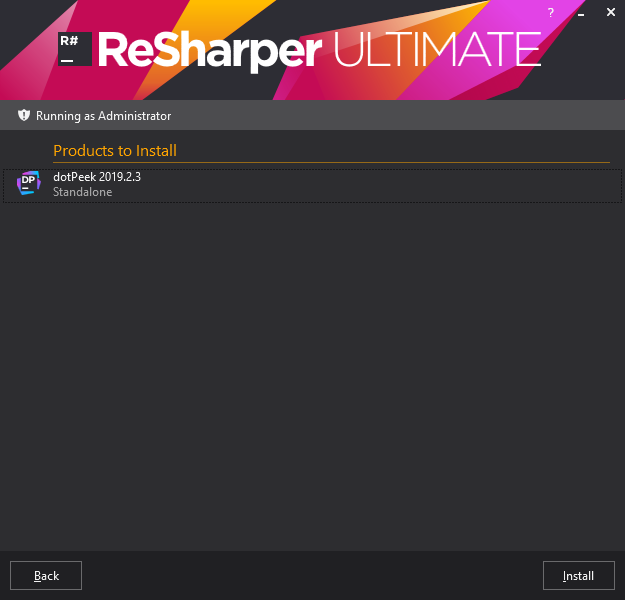 ?
R#
ReSharper ULTIMATE
Running as Administrator
Products to Install
DP
dotPeek 2019.2.3
Standalone
Back
Install